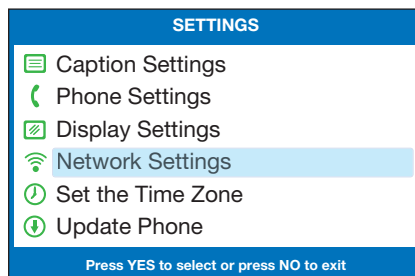 SETTINGS
Caption Settings
Phone Settings
Display Settings
Network Settings
Set the Time Zone
Update Phone
Press YES to select or press NO to exit